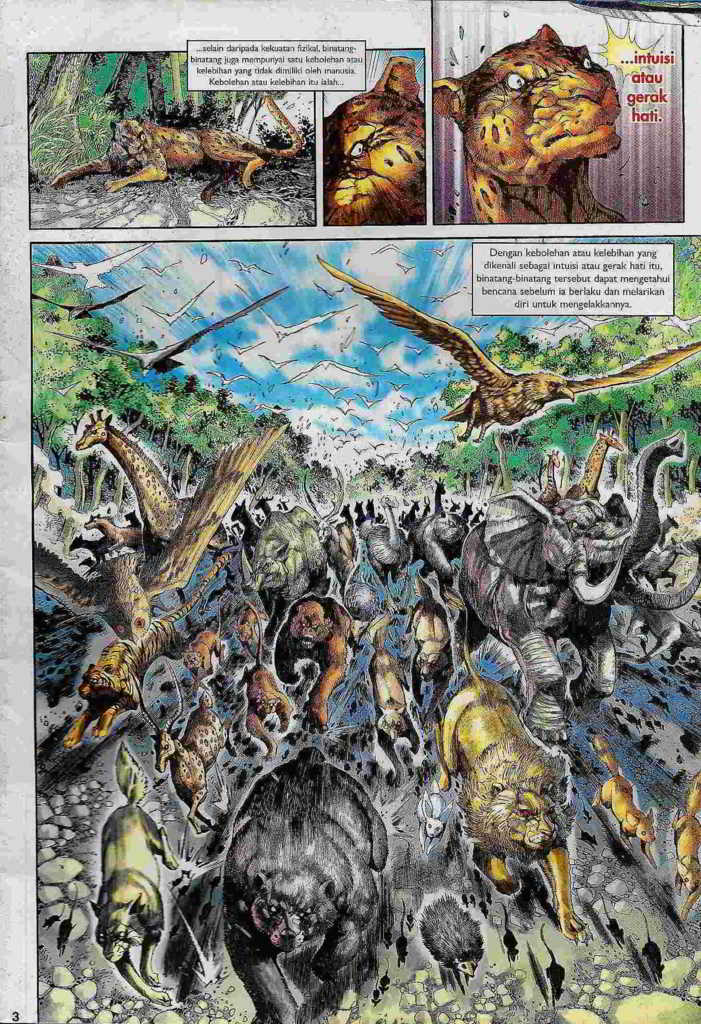 ...selain daripada kekuatan fizikal, binatang-
binatang juga mempunyai satu kebolehan atau
kelebihan yang tidak dimiliki oleh manusia.
Kebolehan atau kelebihan itu ialah...
...intuisi
atau
gerak
hati.
Dengan kebolehan atau kelebihan yang
dikenali sebagai intuisi atau gerak hati itu,
binatang-binatang tersebut dapat mengetahui
bencana sebelum ia berlaku dan melarikan
diri untuk mengelakkannya.
3